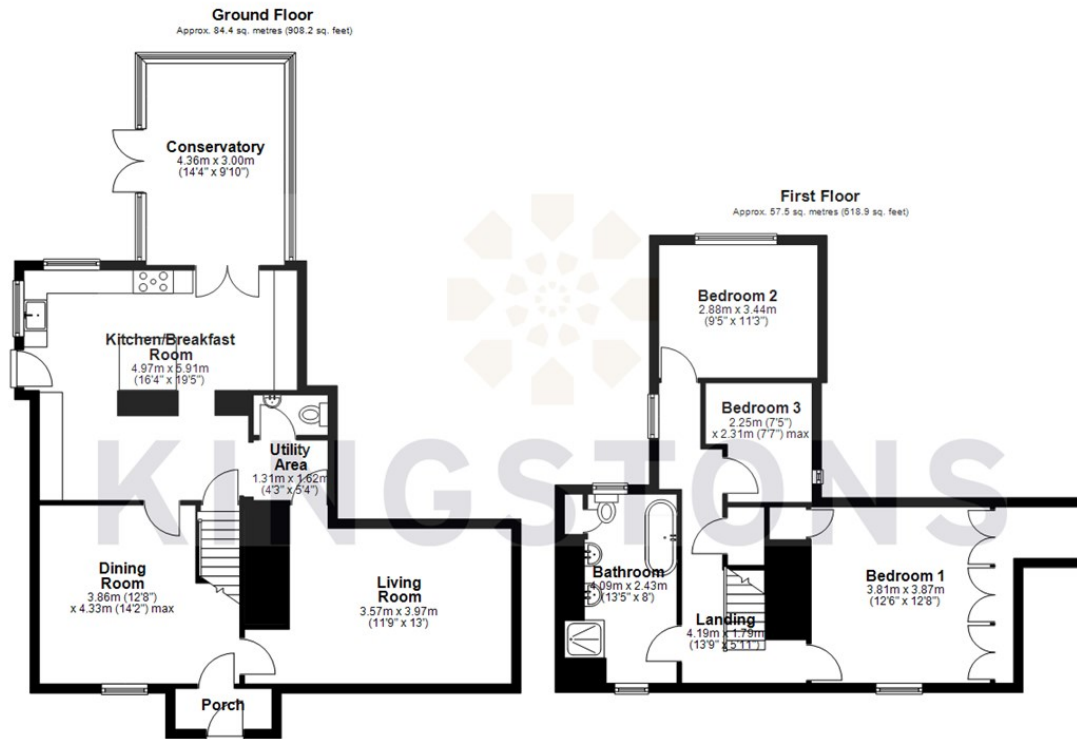 Ground Floor
Approx. 84.4 sq. metres (908.2 sq. feet)
Conservatory
4.36m x 3.00m
(14'4" x 9'10")
Kitchen/Breakfast
Room
4.97m x 5.91m
(16'4" x 19'5")
Utility
Area
1.31m x 1.62m
(4'3" x 5'4")
Dining
Room
3.86m (12'8")
x 4.33m (14'2") max
Living
Room
3.57m x 3.97m
(11'9" x 13')
Porch
First Floor
Approx. 57.5 sq. metres (618.9 sq. feet)
Bedroom 2
2.88m x 3.44m
(9'5" x 11'3")
Bedroom 3
2.25m (7'5")
x 2.31m (7'7") max
Bathroom
4.09m x 2.43m
(13'5" x 8')
Landing
4.19m x 1.79m
(13'9" x 5'11")
Bedroom 1
3.81m x 3.87m
(12'6" x 12'8")
KINGSTONS